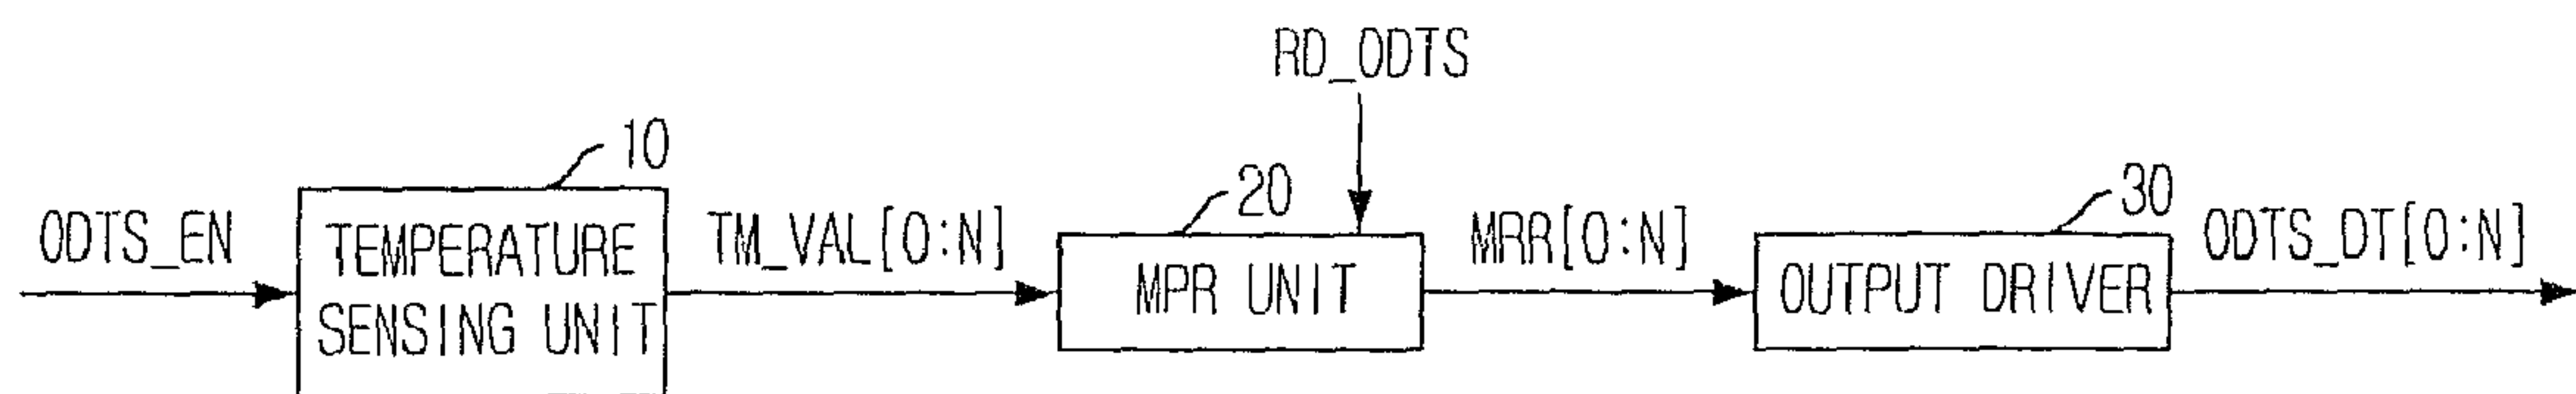 RD_ODTS
10
20
30
ODTS_EN
TEMPERATURE
SENSING UNIT
TM_VAL[0:N]
MPR UNIT
MRR[0:N]
OUTPUT DRIVER
ODTS_DT[0:N]